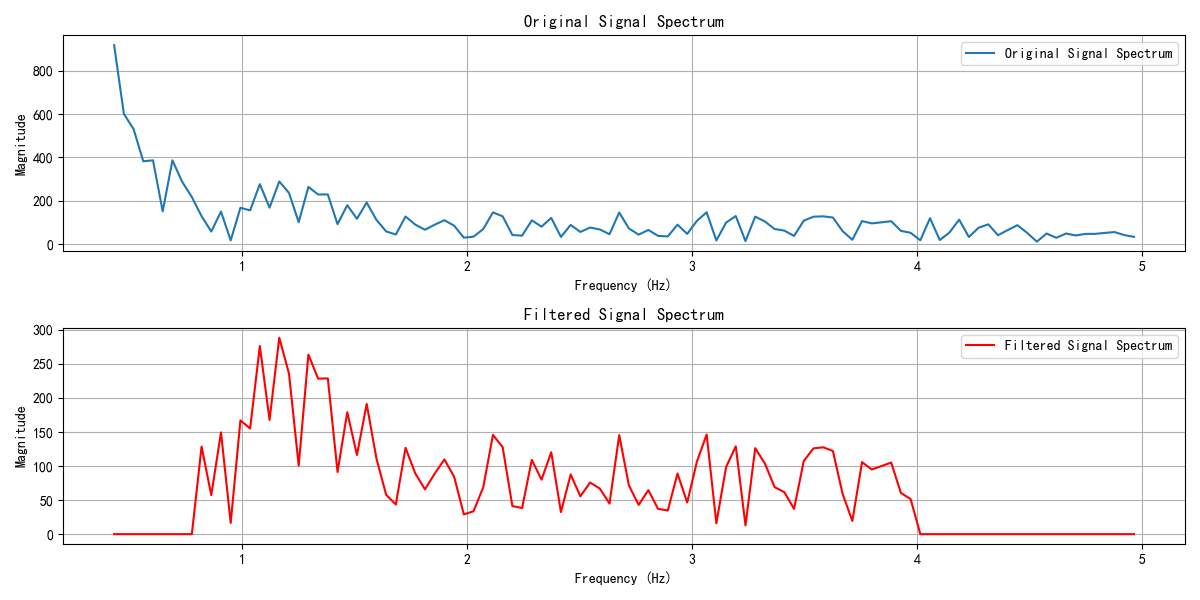 Original Signal Spectrum
Original Signal Spectrum
800
600
400
200
0
Magnitude
1 2 3 4 5
Frequency (Hz)
Filtered Signal Spectrum
Filtered Signal Spectrum
300
250
200
150
100
50
0
Magnitude
1 2 3 4 5
Frequency (Hz)